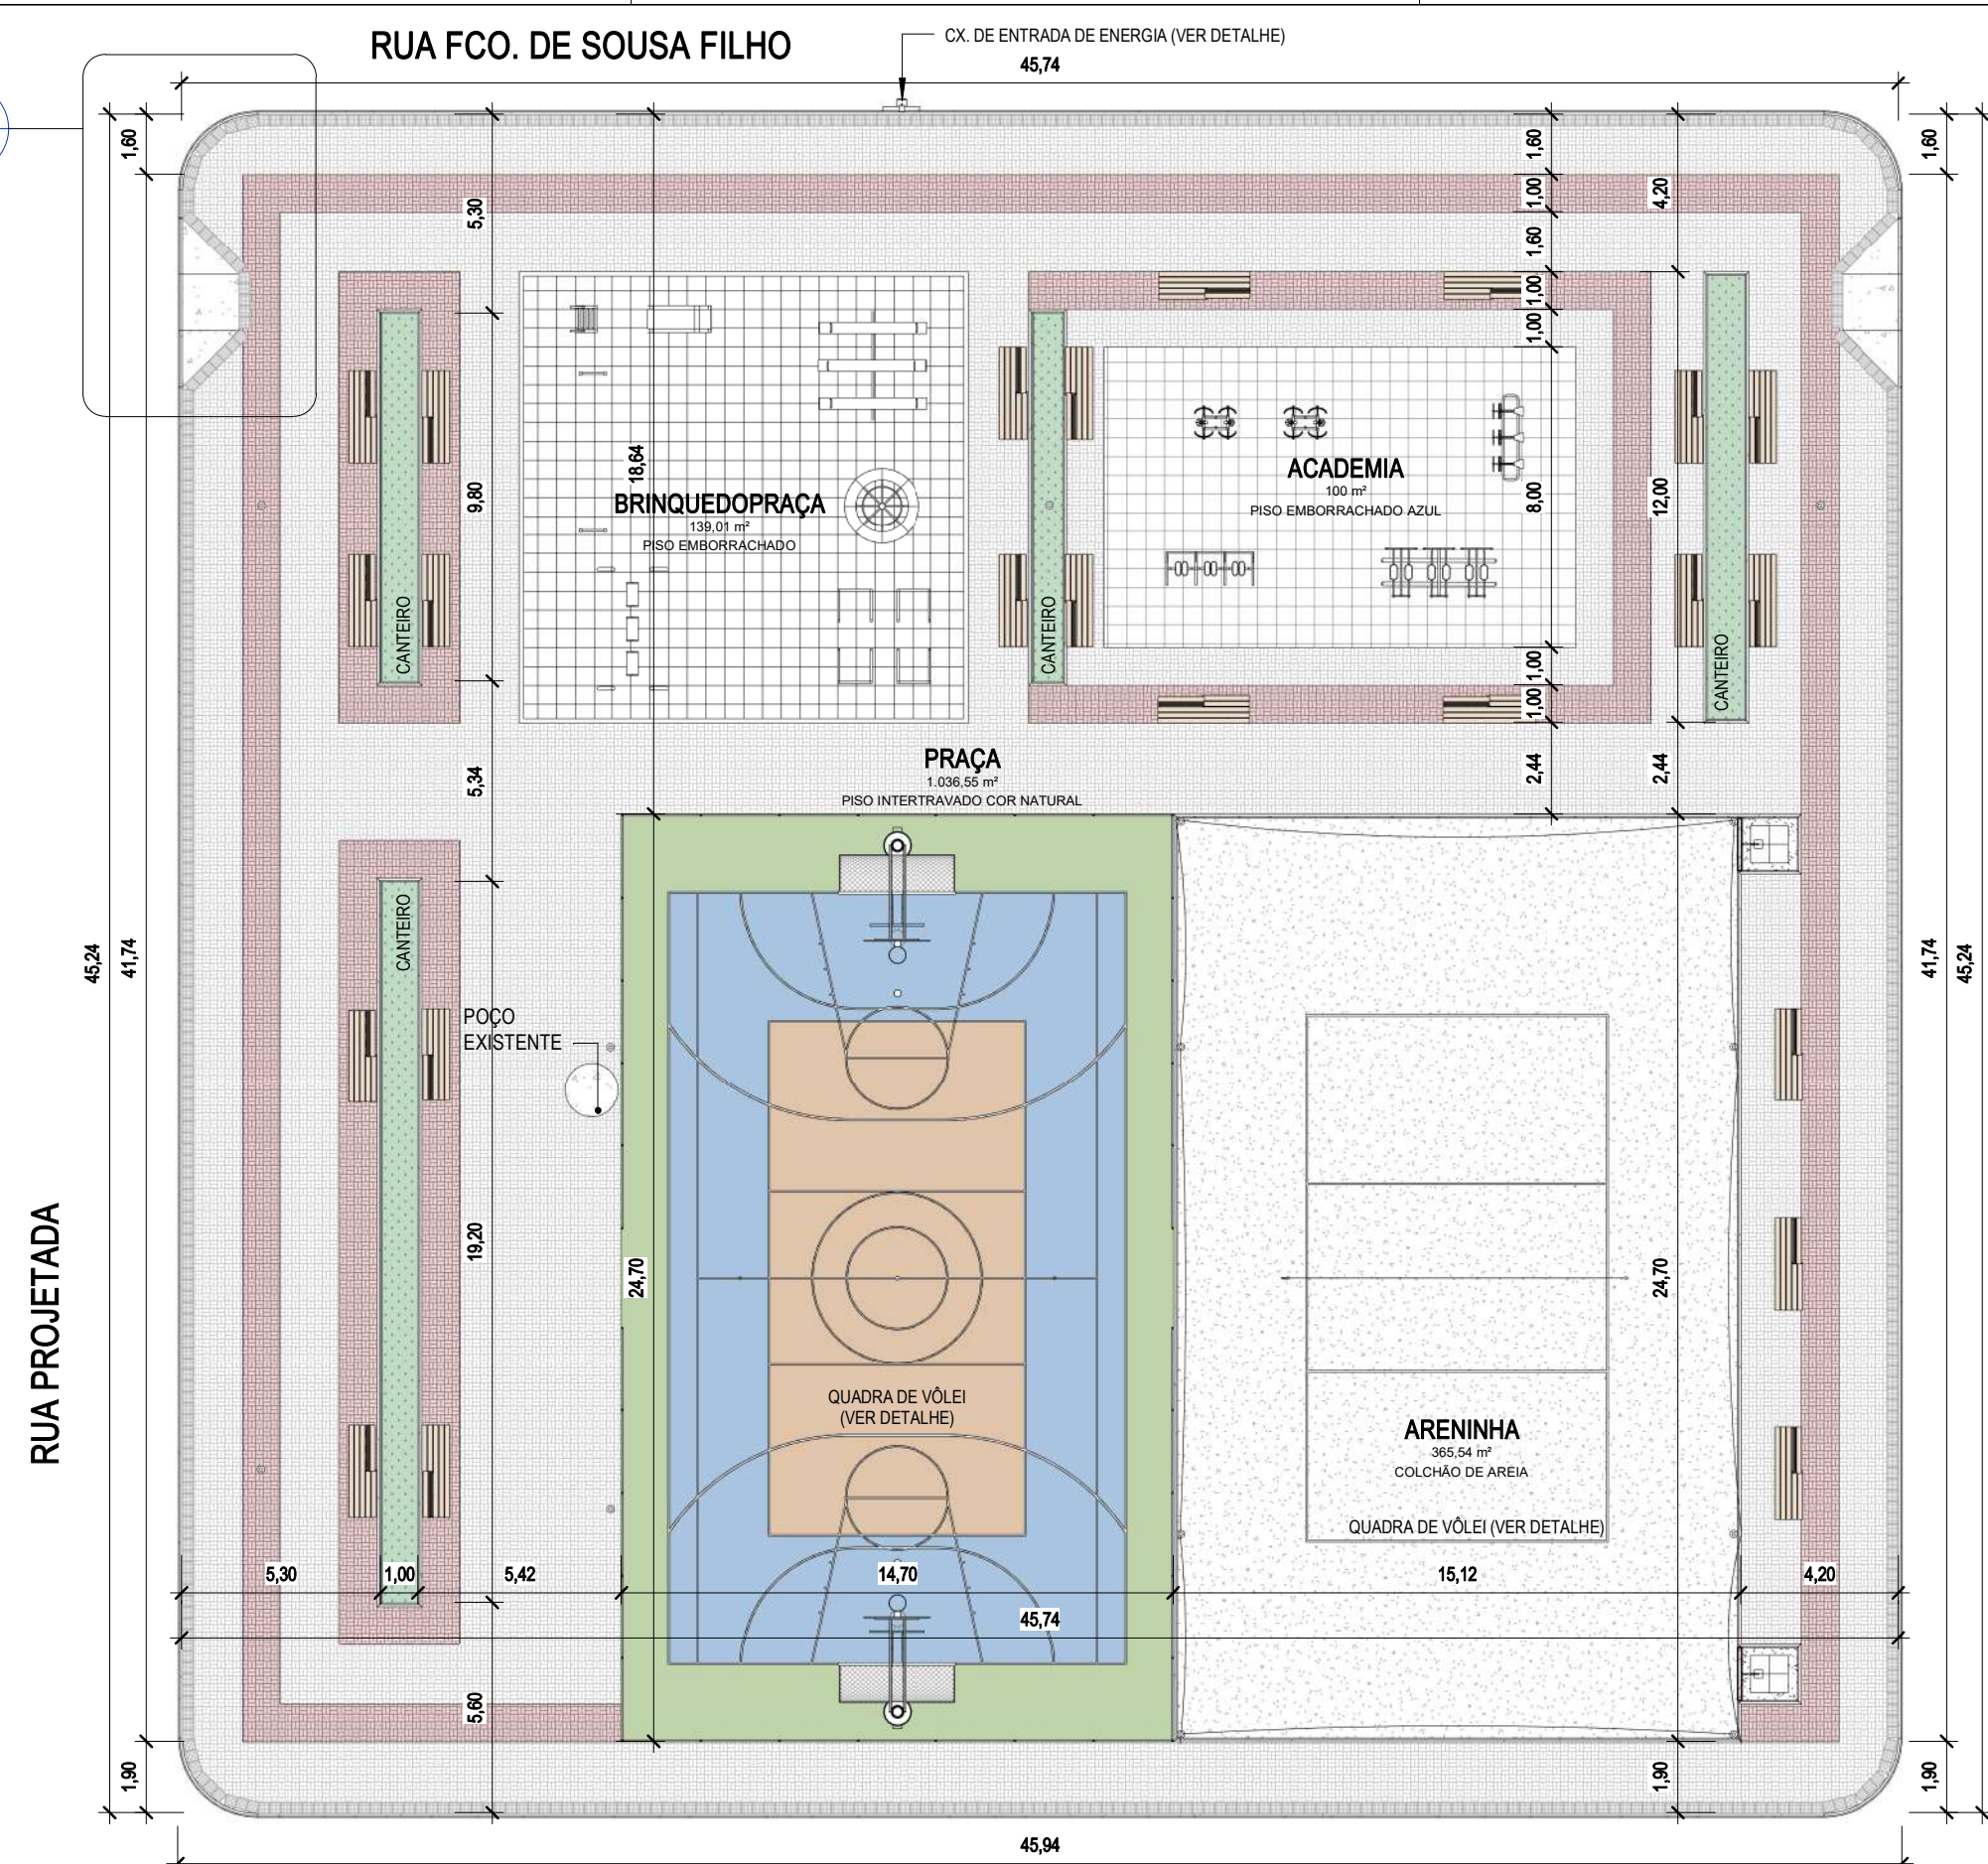 RUA FCO. DE SOUSA FILHO
CX. DE ENTRADA DE ENERGIA (VER DETALHE)
45,74
1,60
5,30
1,60
1,00
4,20
1,60
1,60
1,00
1,00
9,80
18,64
BRINQUEDOPRAÇA
139,01 m²
PISO EMBORRACHADO
ACADEMIA
100 m²
PISO EMBORRACHADO AZUL
8,00
12,00
CANTEIRO
CANTEIRO
CANTEIRO
1,00
1,00
5,34
PRAÇA
1.036,55 m²
PISO INTERTRAVADO COR NATURAL
2,44
2,44
CANTEIRO
45,24
41,74
41,74
45,24
POÇO
EXISTENTE
RUA PROJETADA
19,20
24,70
24,70
QUADRA DE VÔLEI
(VER DETALHE)
ARENINHA
365,54 m²
COLCHÃO DE AREIA
QUADRA DE VÔLEI (VER DETALHE)
5,30
1,00
5,42
14,70
15,12
4,20
45,74
5,60
1,90
1,90
1,90
45,94